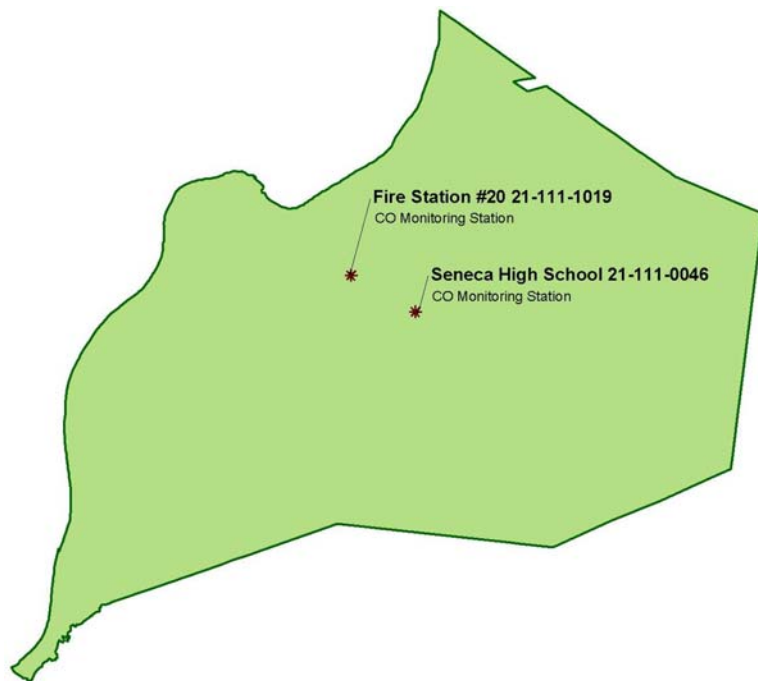 Fire Station #20 21-111-1019
CO Monitoring Station
Seneca High School 21-111-0046
CO Monitoring Station